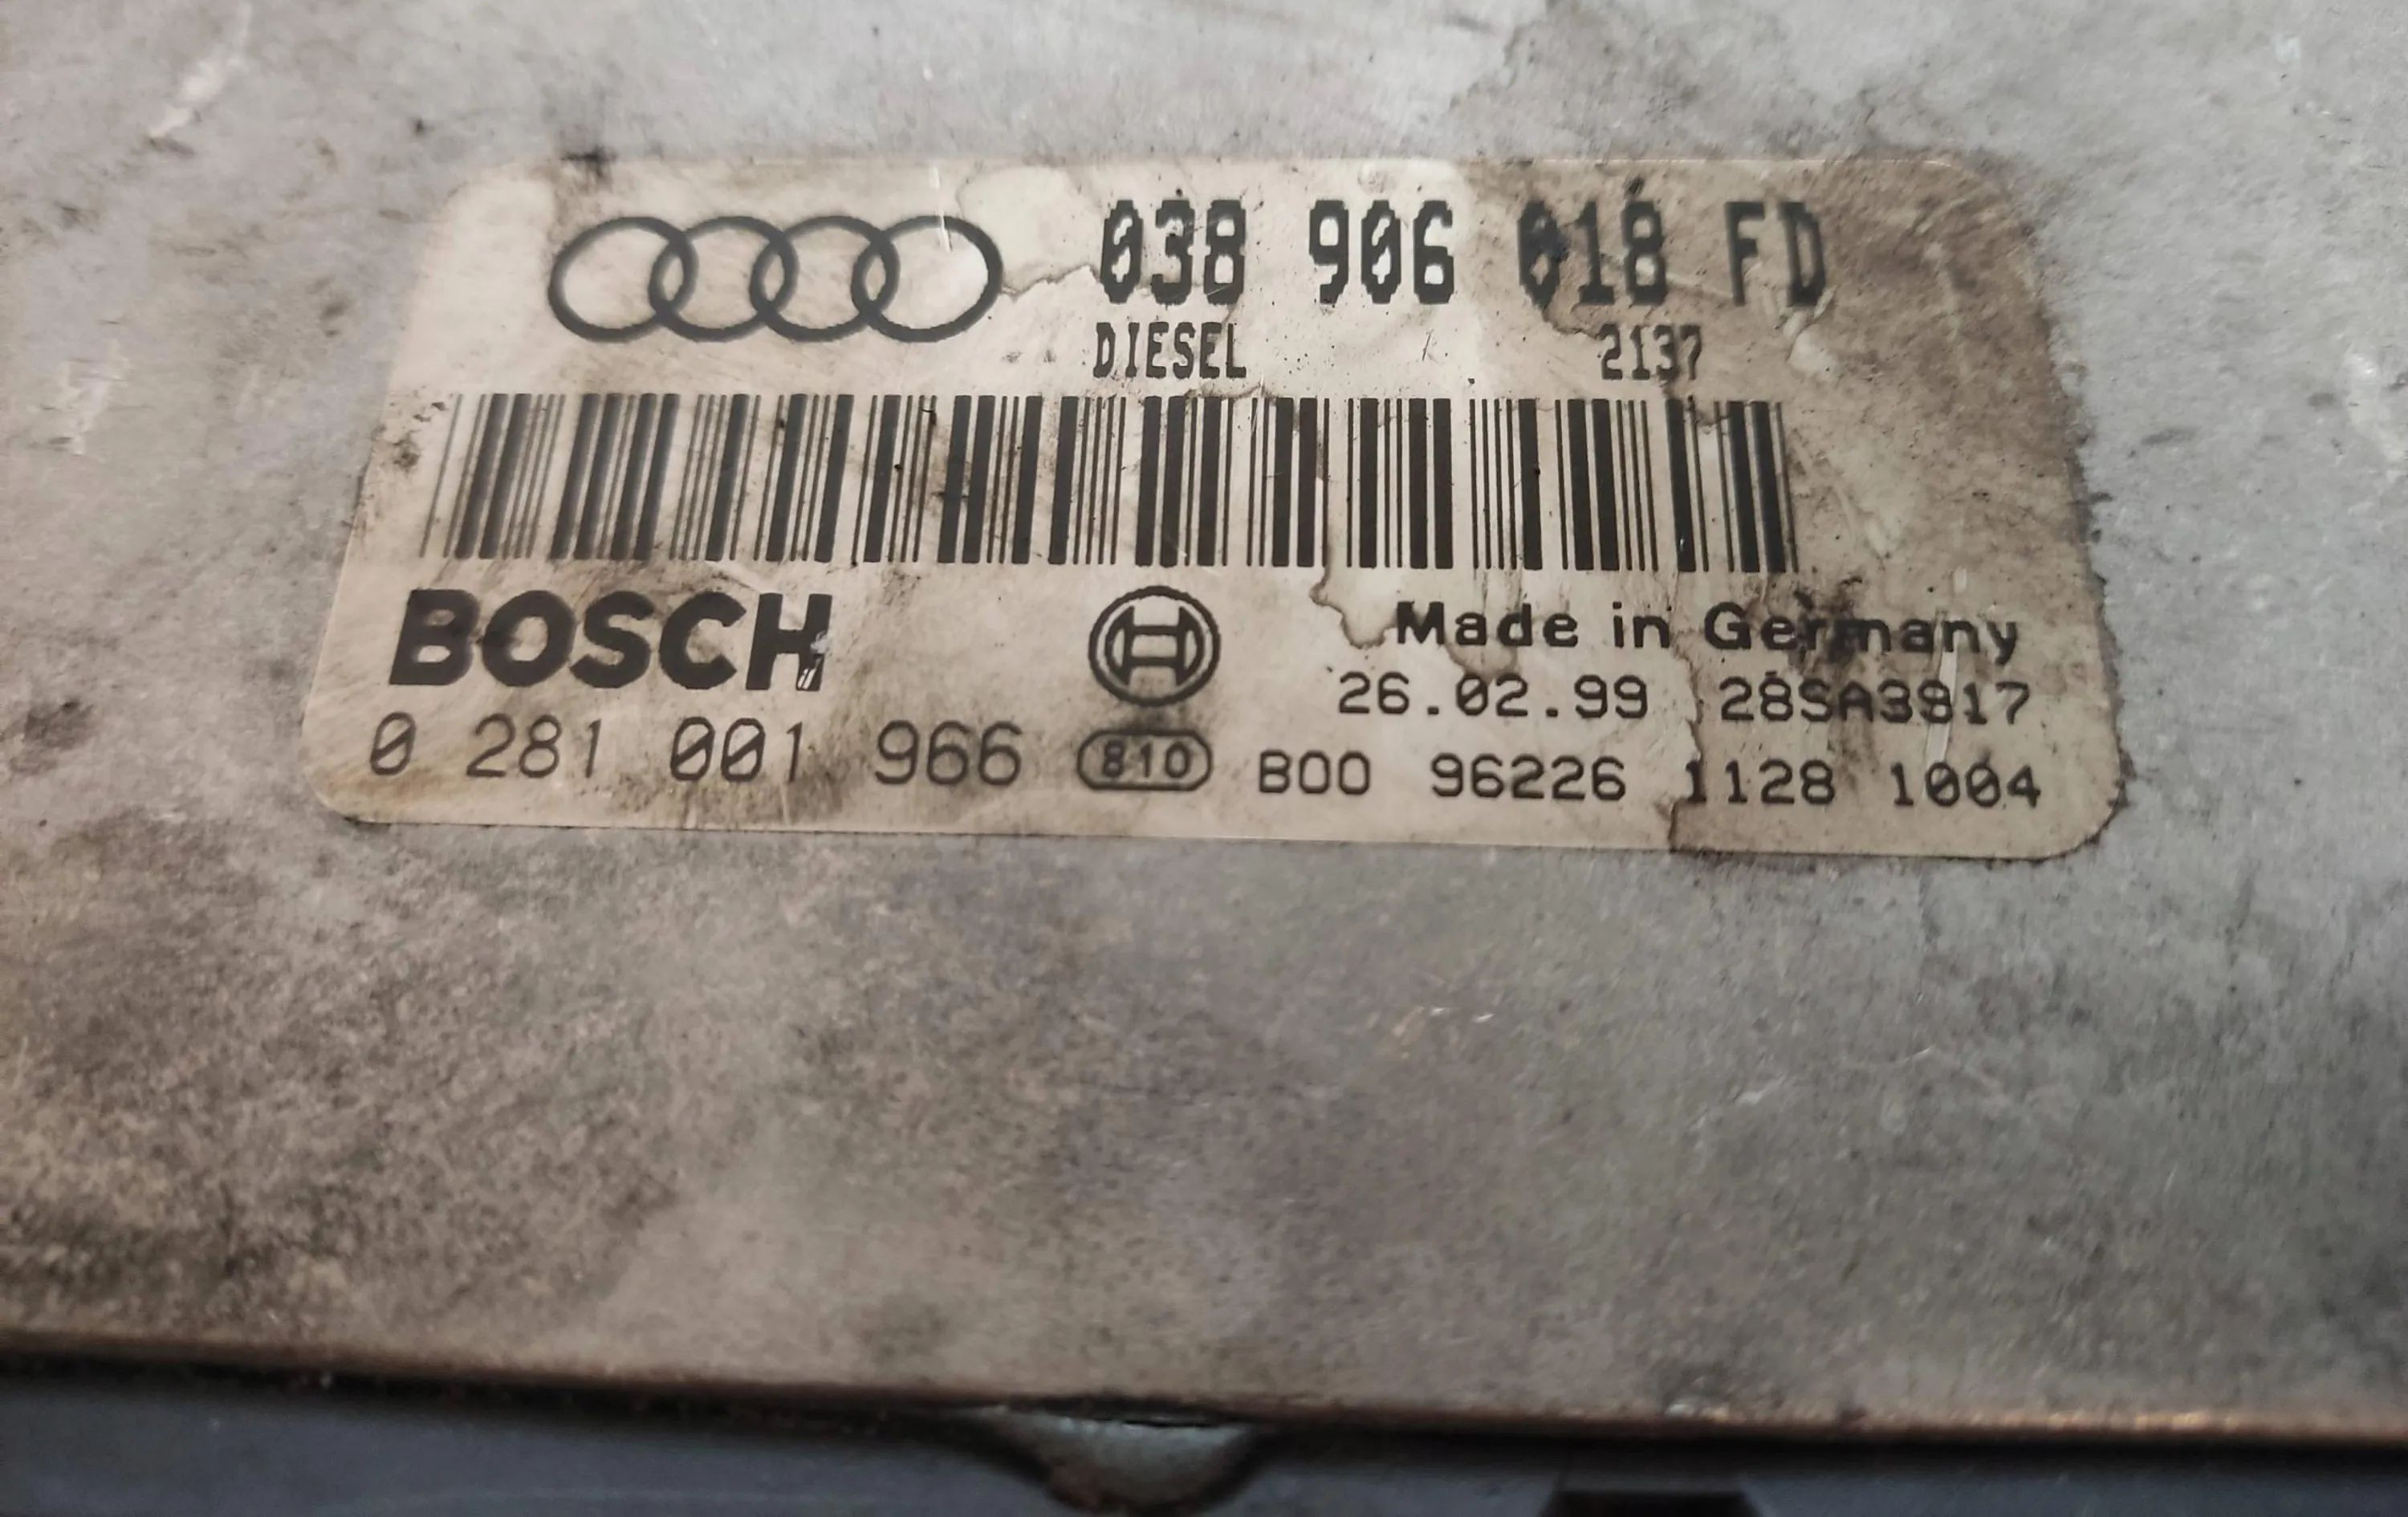 038 906 018 FD
DIESEL 2137
BOSCH
Made in Germany
26.02.99 28SA3917
0 281 001 966 810 B00 96226 1128 1004